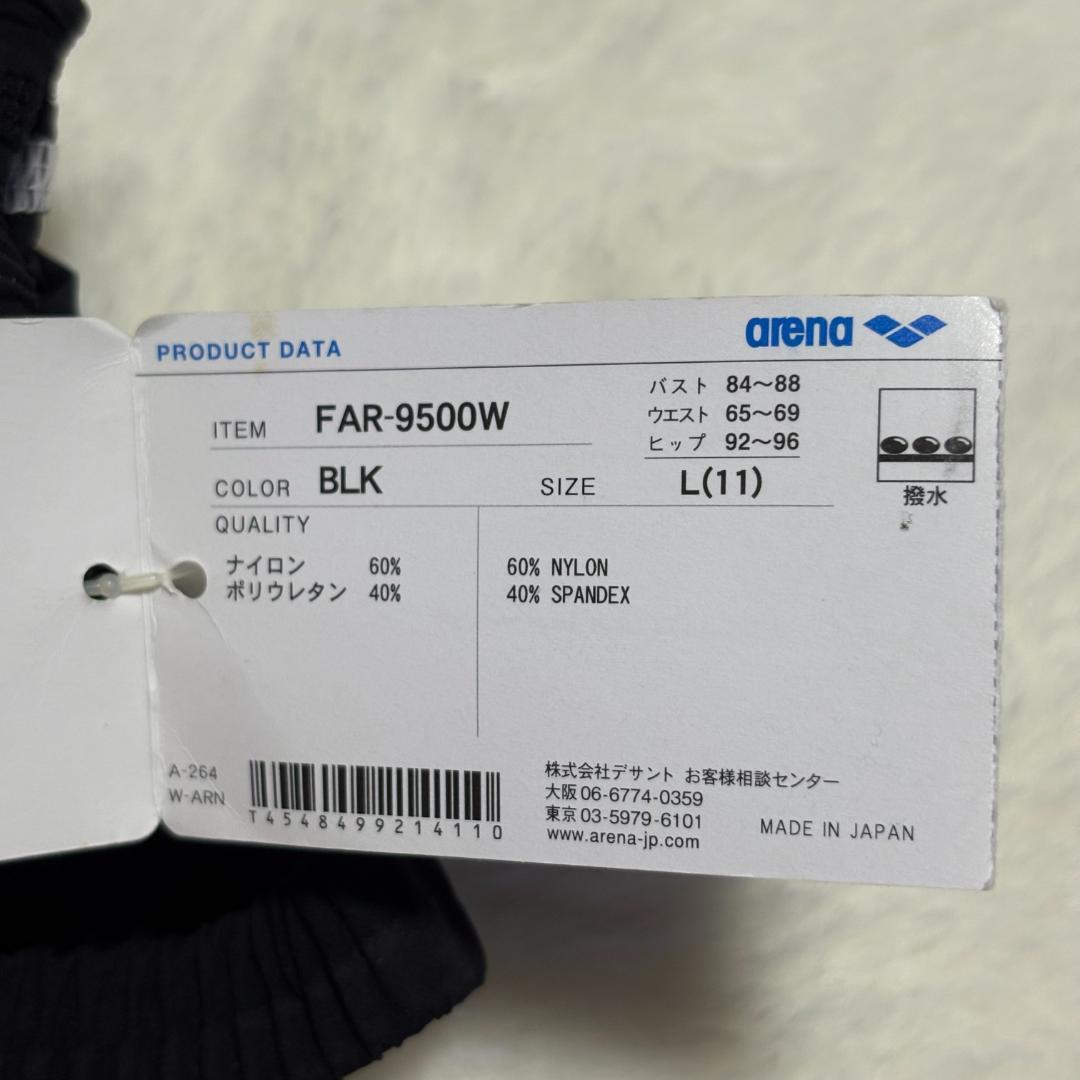 PRODUCT DATA
arena
ITEM FAR-9500W
バスト 84～88
ウエスト 65～69
ヒップ 92～96
COLOR BLK
SIZE L(11)
撥水
QUALITY
ナイロン 60%
ポリウレタン 40%
60% NYLON
40% SPANDEX
A-264
W-ARN
T4548499214110
株式会社デサント お客様相談センター
大阪 06-6774-0359
東京 03-5979-6101
www.arena-jp.com
MADE IN JAPAN